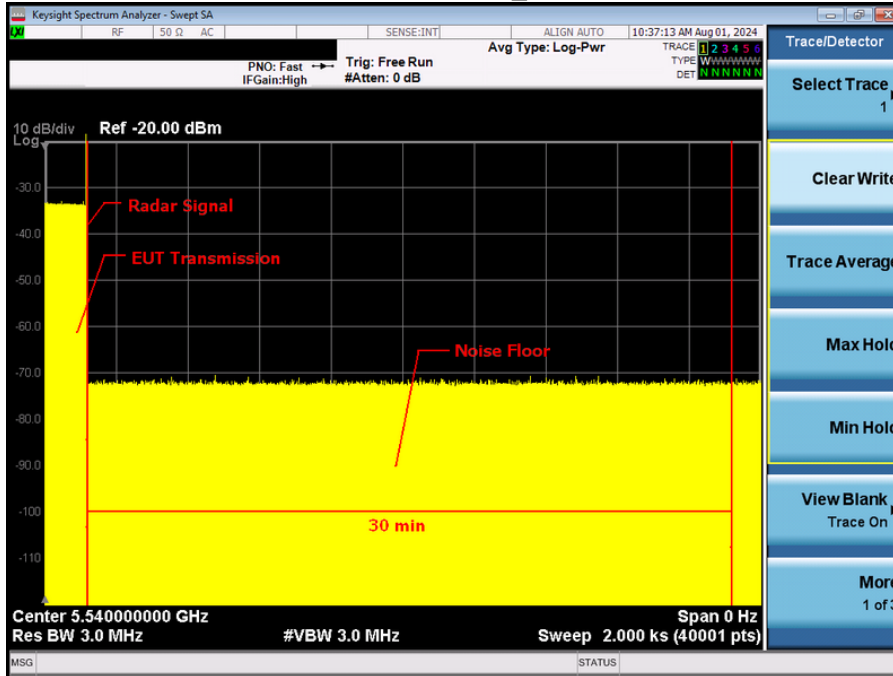 Keysight Spectrum Analyzer - Swept SA
LXI RF 50 Ω AC SENSE:INT ALIGN AUTO 10:37:13 AM Aug 01, 2024
Avg Type: Log-Pwr
TRACE 1 2 3 4 5 6
TYPE WWWWWW
DET N N N N N N
PNO: Fast
IFGain:High
Trig: Free Run
#Atten: 0 dB
10 dB/div
Log
Ref -20.00 dBm
-30.0
-40.0
-50.0
-60.0
-70.0
-80.0
-90.0
-100
-110
Radar Signal
EUT Transmission
Noise Floor
30 min
Center 5.540000000 GHz
Span 0 Hz
Res BW 3.0 MHz
#VBW 3.0 MHz
Sweep 2.000 ks (40001 pts)
MSG
STATUS
Trace/Detector
Select Trace
1
Clear Write
Trace Average
Max Hold
Min Hold
View Blank
Trace On
More
1 of 3